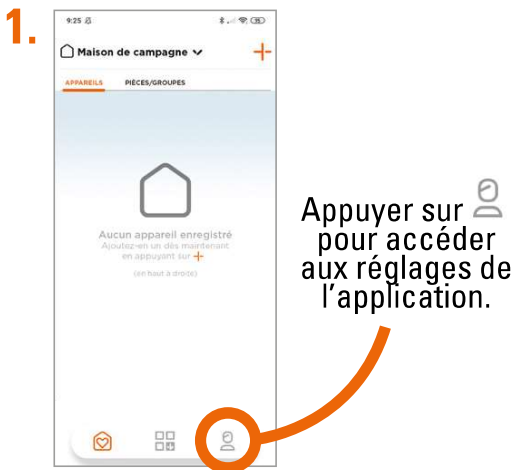 1.
9:25
35
Maison de campagne
APPAREILS PIÈCES/GROUPES
Aucun appareil enregistré
Ajoutez-en un dès maintenant
en appuyant sur +
(en haut à droite)
Appuyer sur
pour accéder
aux réglages de
l'application.